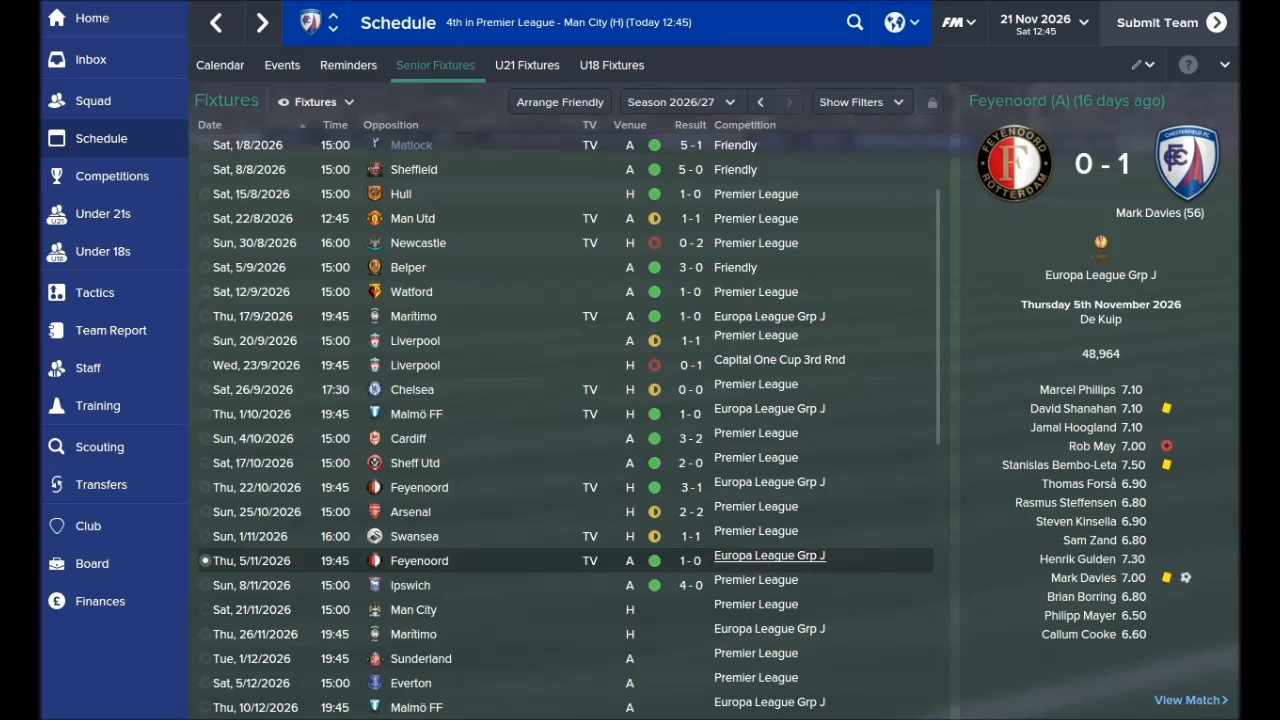 Home
Inbox
Squad
Schedule
Competitions
Under 21s
Under 18s
Tactics
Team Report
Staff
Training
Scouting
Transfers
Club
Board
Finances
Schedule 4th in Premier League - Man City (H) (Today 12:45)
FM
21 Nov 2026
Sat 12:45
Submit Team
Calendar Events Reminders Senior Fixtures U21 Fixtures U18 Fixtures
Fixtures Fixtures Arrange Friendly Season 2026/27 Show Filters
Date Time Opposition TV Venue Result Competition
Sat, 1/8/2026 15:00 Matlock TV A 5 - 1 Friendly
Sat, 8/8/2026 15:00 Sheffield A 5 - 0 Friendly
Sat, 15/8/2026 15:00 Hull H 1 - 0 Premier League
Sat, 22/8/2026 12:45 Man Utd TV A 1 - 1 Premier League
Sun, 30/8/2026 16:00 Newcastle TV H 0 - 2 Premier League
Sat, 5/9/2026 15:00 Belper A 3 - 0 Friendly
Sat, 12/9/2026 15:00 Watford A 1 - 0 Premier League
Thu, 17/9/2026 19:45 Marítimo TV A 1 - 0 Europa League Grp J
Sun, 20/9/2026 15:00 Liverpool A 1 - 1 Premier League
Wed, 23/9/2026 19:45 Liverpool H 0 - 1 Capital One Cup 3rd Rnd
Sat, 26/9/2026 17:30 Chelsea TV H 0 - 0 Premier League
Thu, 1/10/2026 19:45 Malmö FF TV H 1 - 0 Europa League Grp J
Sun, 4/10/2026 15:00 Cardiff A 3 - 2 Premier League
Sat, 17/10/2026 15:00 Sheff Utd A 2 - 0 Premier League
Thu, 22/10/2026 19:45 Feyenoord TV H 3 - 1 Europa League Grp J
Sun, 25/10/2026 15:00 Arsenal H 2 - 2 Premier League
Sun, 1/11/2026 16:00 Swansea TV H 1 - 1 Premier League
Thu, 5/11/2026 19:45 Feyenoord TV A 1 - 0 Europa League Grp J
Sun, 8/11/2026 15:00 Ipswich A 4 - 0 Premier League
Sat, 21/11/2026 15:00 Man City H Premier League
Thu, 26/11/2026 19:45 Marítimo H Europa League Grp J
Tue, 1/12/2026 19:45 Sunderland A Premier League
Sat, 5/12/2026 15:00 Everton A Premier League
Thu, 10/12/2026 19:45 Malmö FF A Europa League Grp J
Feyenoord (A) (16 days ago)
FEYENOORD
ROTTERDAM
0 - 1
CHESTERFIELD FC
Mark Davies (56)
Europa League Grp J
Thursday 5th November 2026
De Kuip
48,964
Marcel Phillips 7.10
David Shanahan 7.10
Jamal Hoogland 7.10
Rob May 7.00
Stanislas Bembo-Leta 7.50
Thomas Forså 6.90
Rasmus Steffensen 6.80
Steven Kinsella 6.90
Sam Zand 6.80
Henrik Gulden 7.30
Mark Davies 7.00
Brian Borring 6.80
Philipp Mayer 6.50
Callum Cooke 6.60
View Match